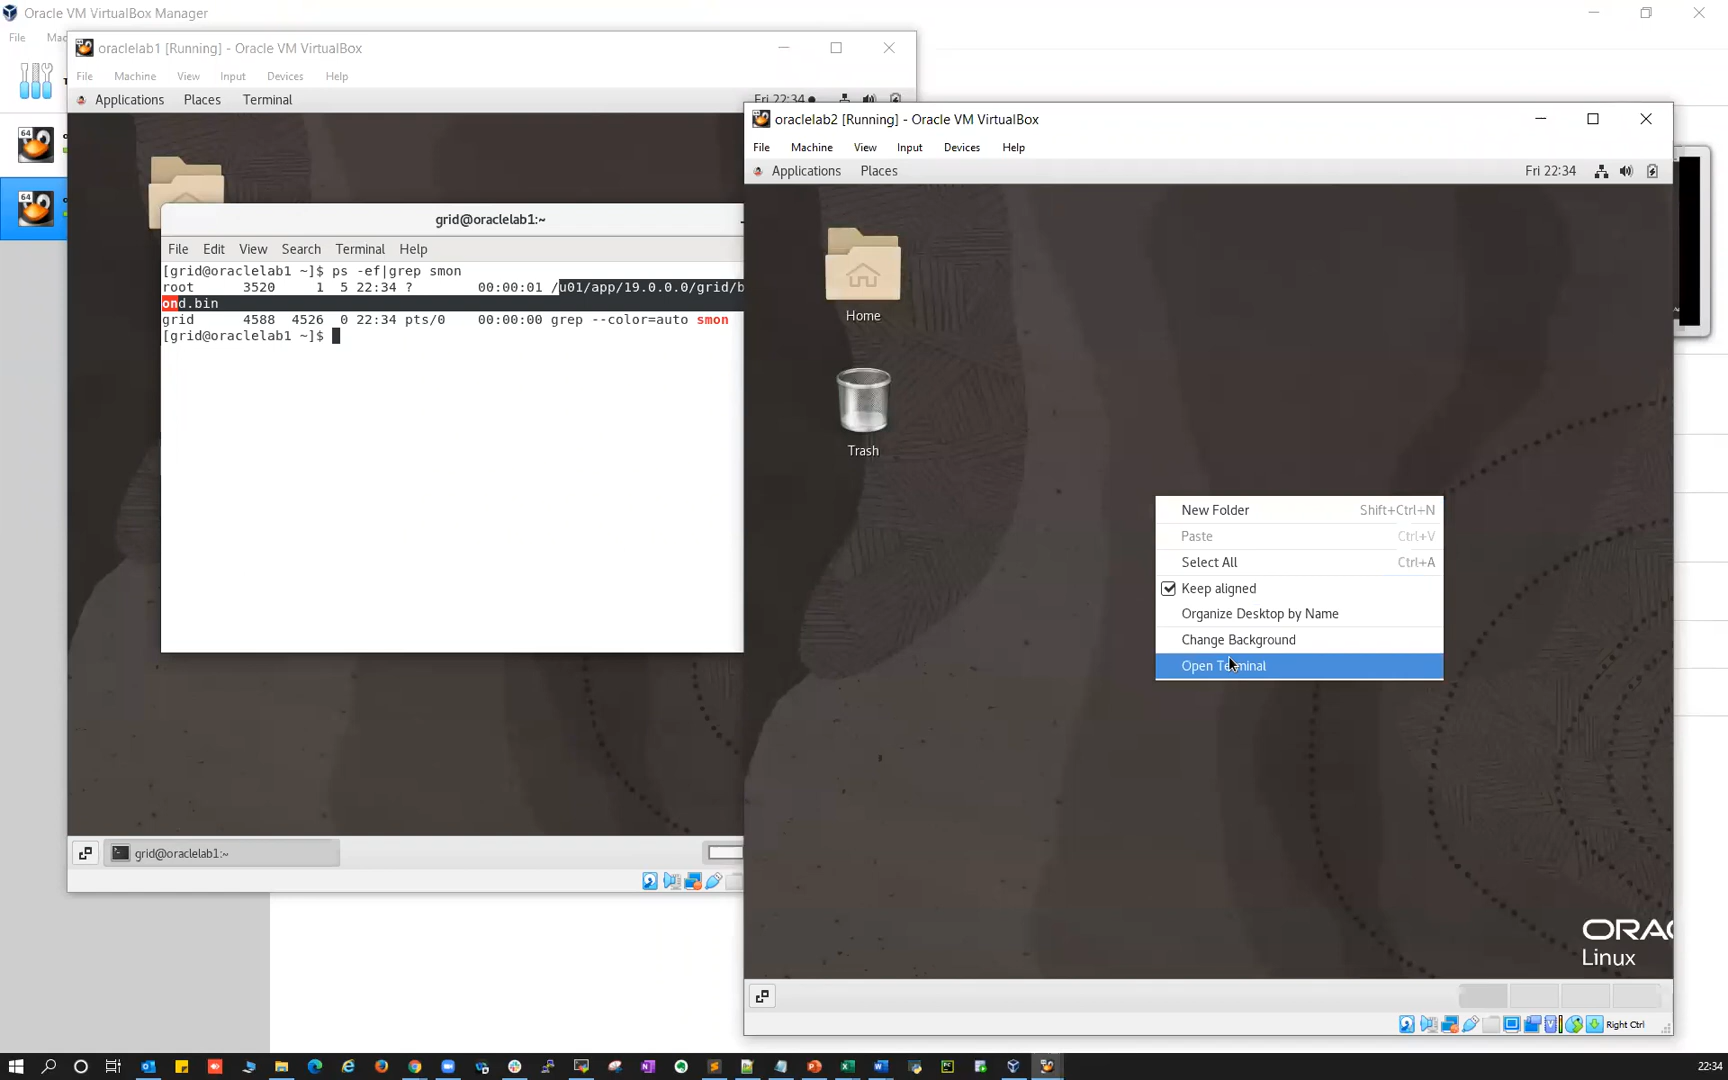 Oracle VM VirtualBox Manager
File
oraclelab1 [Running] - Oracle VM VirtualBox
File Machine View Input Devices Help
Applications Places Terminal Fri 22:34
grid@oraclelab1:~
File Edit View Search Terminal Help
[grid@oraclelab1 ~]$ ps -ef|grep smon
root 3520 1 5 22:34 ? 00:00:01 /u01/app/19.0.0.0/grid/b
ond.bin
grid 4588 4526 0 22:34 pts/0 00:00:00 grep --color=auto smon
[grid@oraclelab1 ~]$
grid@oraclelab1:~
64
64
oraclelab2 [Running] - Oracle VM VirtualBox
File Machine View Input Devices Help
Applications Places Fri 22:34
Home
Trash
New Folder Shift+Ctrl+N
Paste Ctrl+V
Select All Ctrl+A
Keep aligned
Organize Desktop by Name
Change Background
Open Terminal
ORAC
Linux
Right Ctrl
22:34